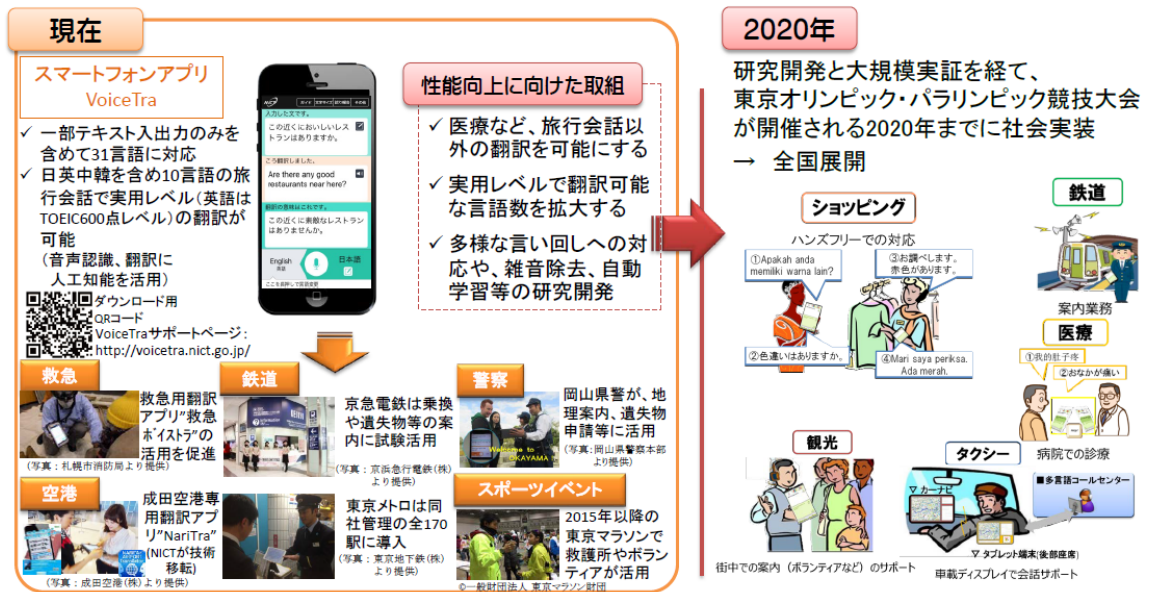 現在
スマートフォンアプリ
VoiceTra
✓ 一部テキスト入出力のみを
含めて31言語に対応
✓ 日英中韓を含め10言語の旅
行会話で実用レベル(英語は
TOEIC600点レベル)の翻訳が
可能
(音声認識、翻訳に
人工知能を活用)
ダウンロード用
QRコード
VoiceTraサポートページ:
http://voicetra.nict.go.jp/
入力した文です。
この近くにおいしいレス
トランはありますか。
こう翻訳しました。
Are there any good
restaurants near here?
翻訳の意味はこれです。
この近くに素敵なレストラン
はありませんか。
English
英語
日本語
性能向上に向けた取組
✓ 医療など、旅行会話以
外の翻訳を可能にする
✓ 実用レベルで翻訳可能
な言語数を拡大する
✓ 多様な言い回しへの対
応や、雑音除去、自動
学習等の研究開発
救急
救急用翻訳
アプリ"救急
ボイストラ"の
活用を促進
(写真:札幌市消防局より提供)
鉄道
京急電鉄は乗換
や遺失物等の案
内に試験活用
(写真:京浜急行電鉄(株)
より提供)
警察
Welcome to
OKAYAMA
岡山県警が、地
理案内、遺失物
申請等に活用
(写真:岡山県警察本部
より提供)
空港
成田空港専
用翻訳アプ
リ"NariTra"
(NICTが技術
移転)
(写真:成田空港(株)より提供)
東京メトロは同
社管理の全170
駅に導入
(写真:東京地下鉄(株)
より提供)
スポーツイベント
2015年以降の
東京マラソンで
救護所やボラン
ティアが活用
©一般財団法人 東京マラソン財団
2020年
研究開発と大規模実証を経て、
東京オリンピック・パラリンピック競技大会
が開催される2020年までに社会実装
→ 全国展開
ショッピング
ハンズフリーでの対応
①Apakah anda
memiliki warna lain?
③お調べします。
赤色があります。
②色違いはありますか。
④Mari saya periksa.
Ada merah.
鉄道
案内業務
医療
①我的肚子疼
②おなかが痛い
病院での診療
観光
街中での案内(ボランティアなど)のサポート
タクシー
▽カーナビ
■多言語コールセンター
▽タブレット端末(後部座席)
車載ディスプレイで会話サポート